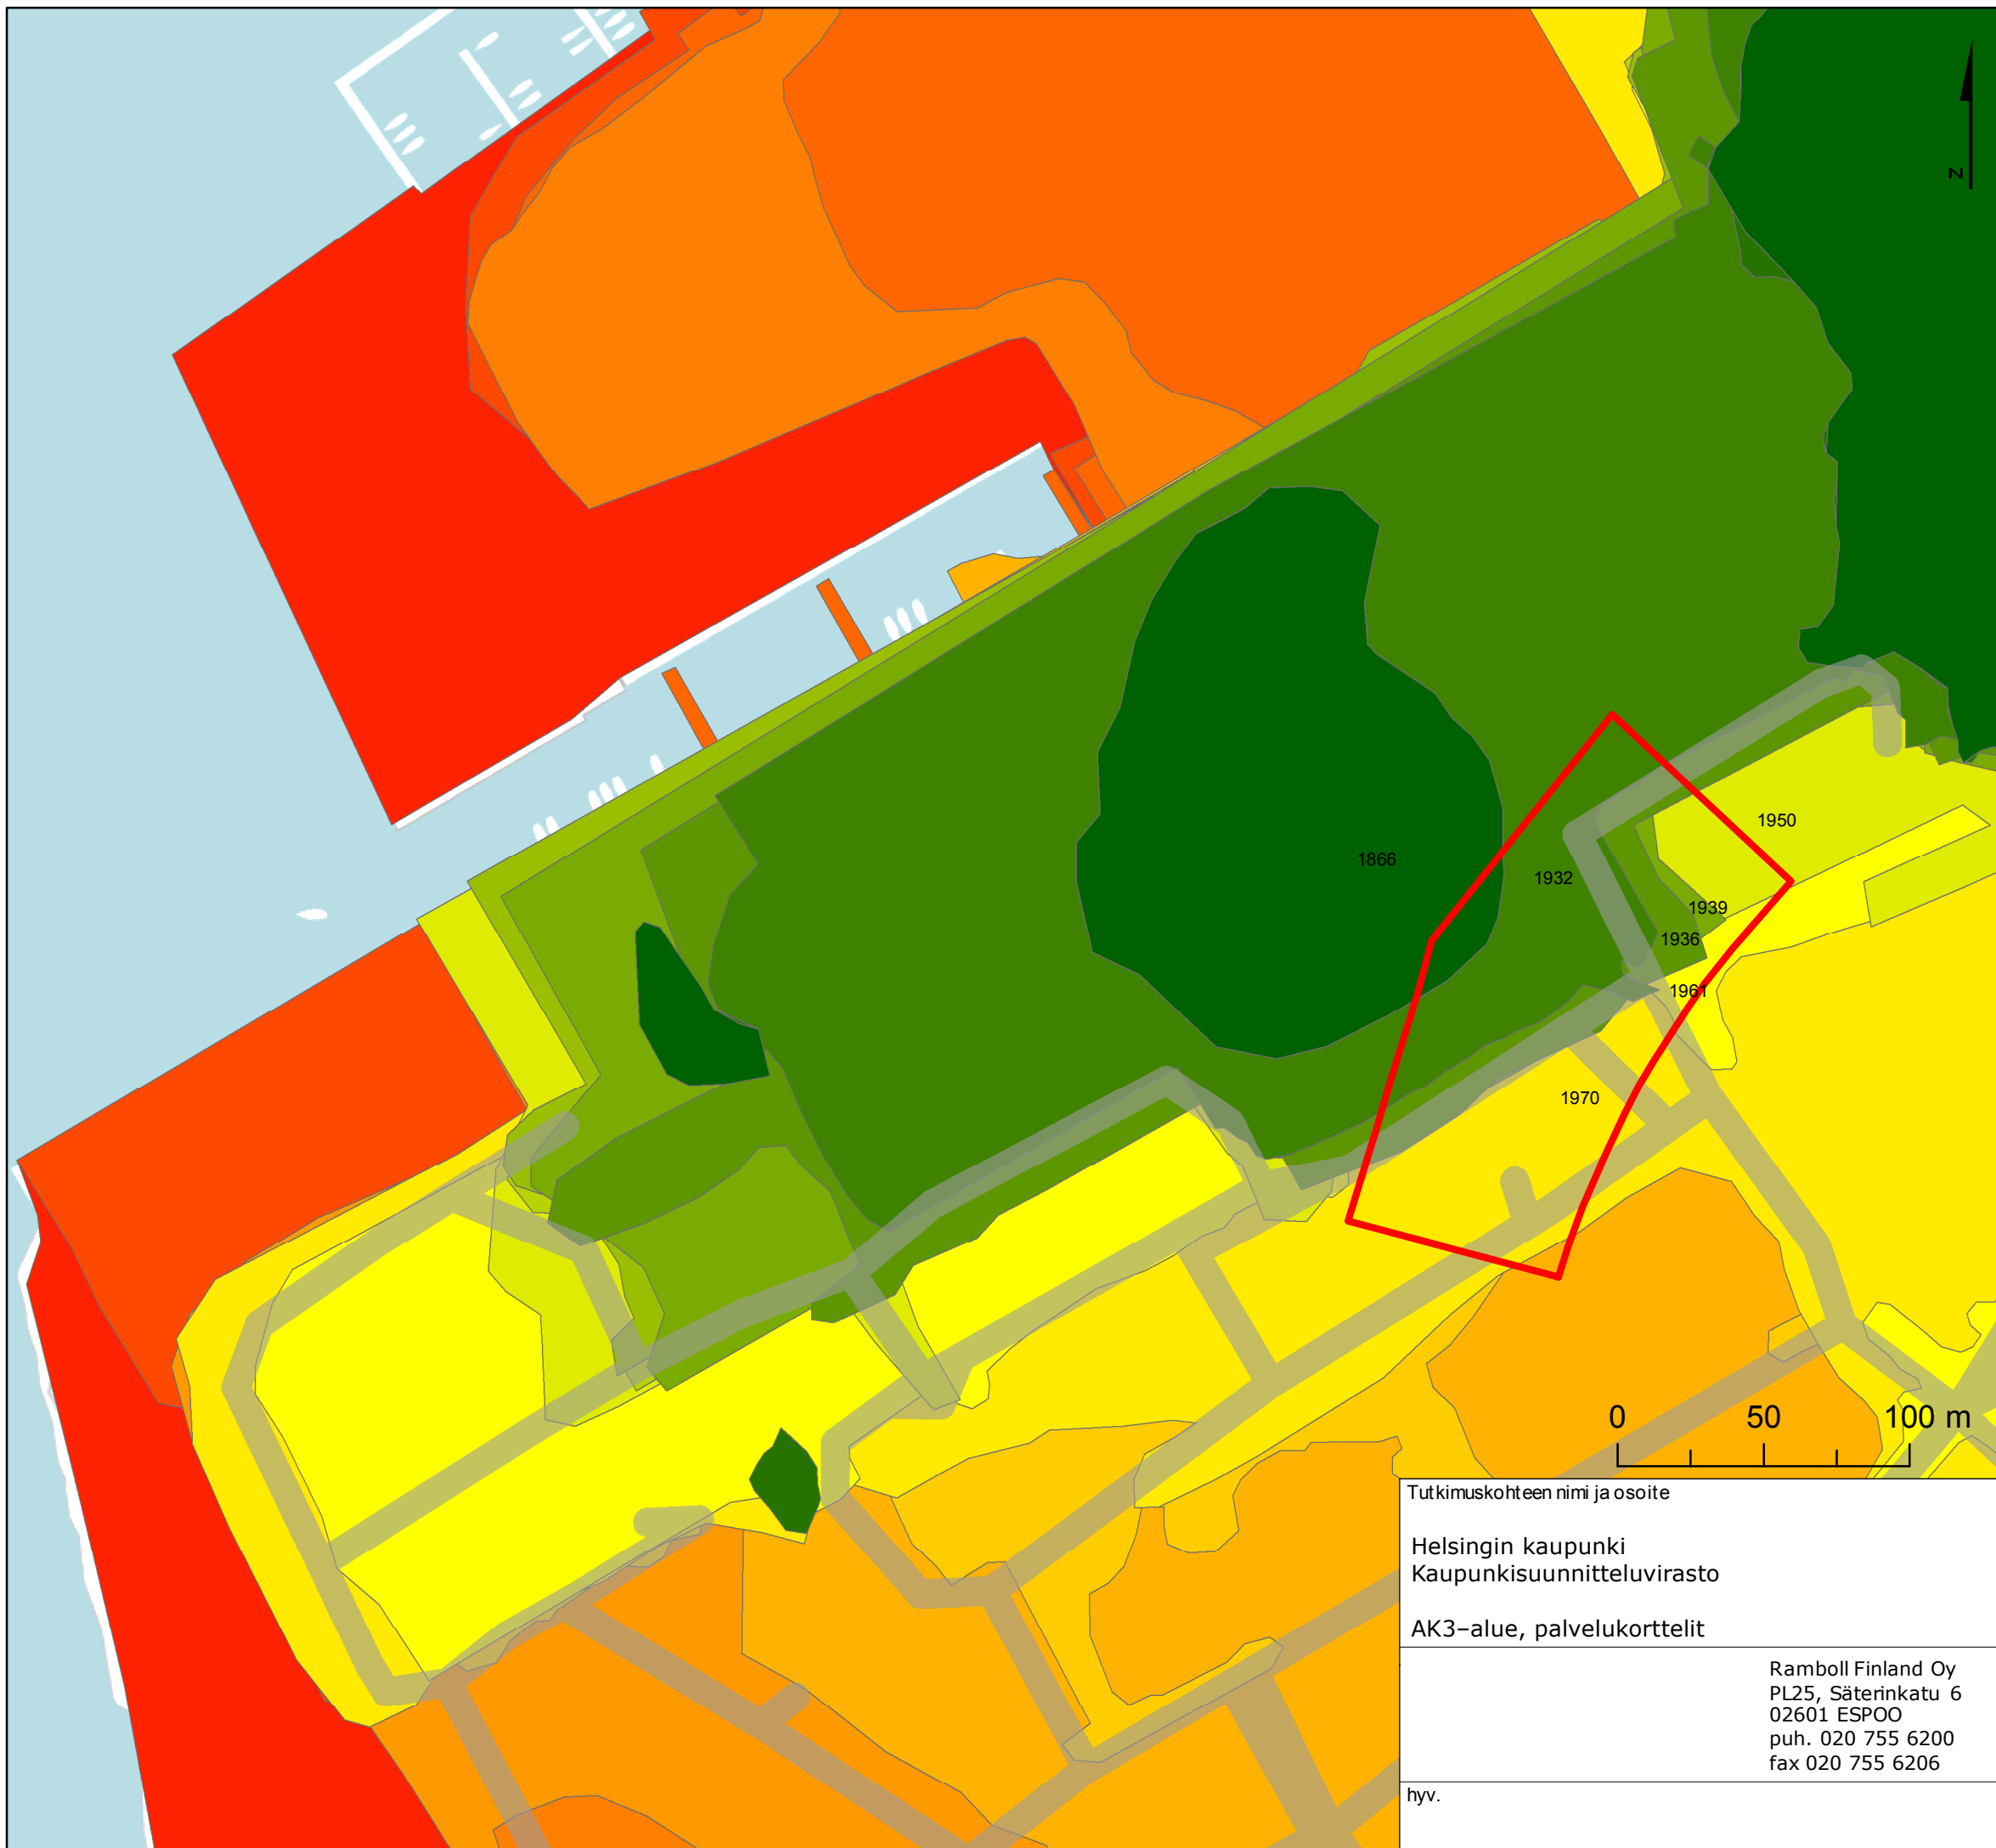 N
1950
1866
1932
1939
1936
1961
1970
0 50 100 m
Tutkimuskohteen nimi ja osoite
Helsingin kaupunki
Kaupunkisuunnitteluvirasto
AK3-alue, palvelukorttelit
Ramboll Finland Oy
PL25, Säterinkatu 6
02601 ESPOO
puh. 020 755 6200
fax 020 755 6206
hyv.